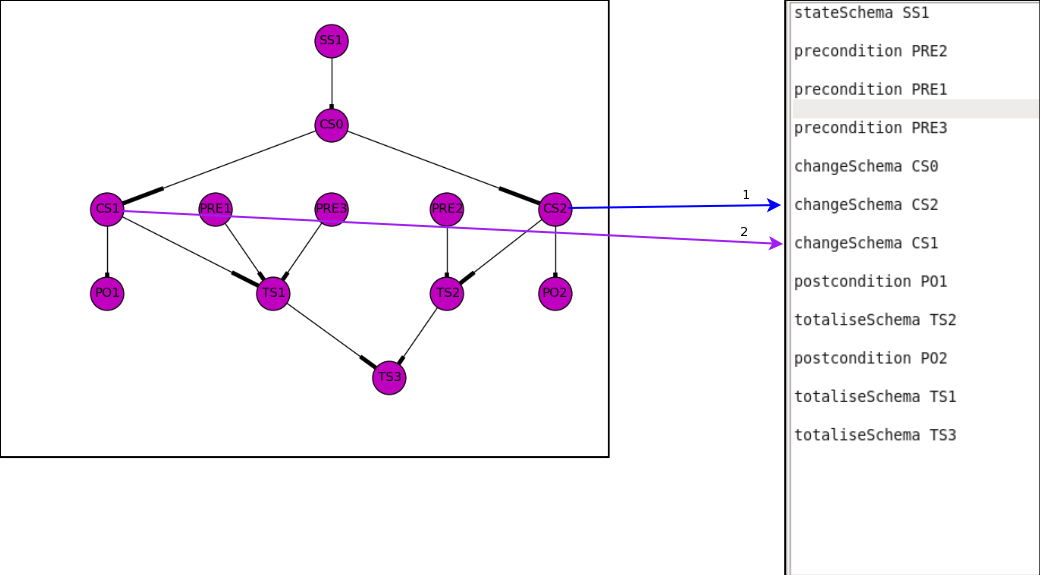 SS1
CS0
CS1
PRE1
PRE3
PRE2
CS2
PO1
TS1
TS2
PO2
TS3
1
2
stateSchema SS1
precondition PRE2
precondition PRE1
precondition PRE3
changeSchema CS0
changeSchema CS2
changeSchema CS1
postcondition PO1
totaliseSchema TS2
postcondition PO2
totaliseSchema TS1
totaliseSchema TS3